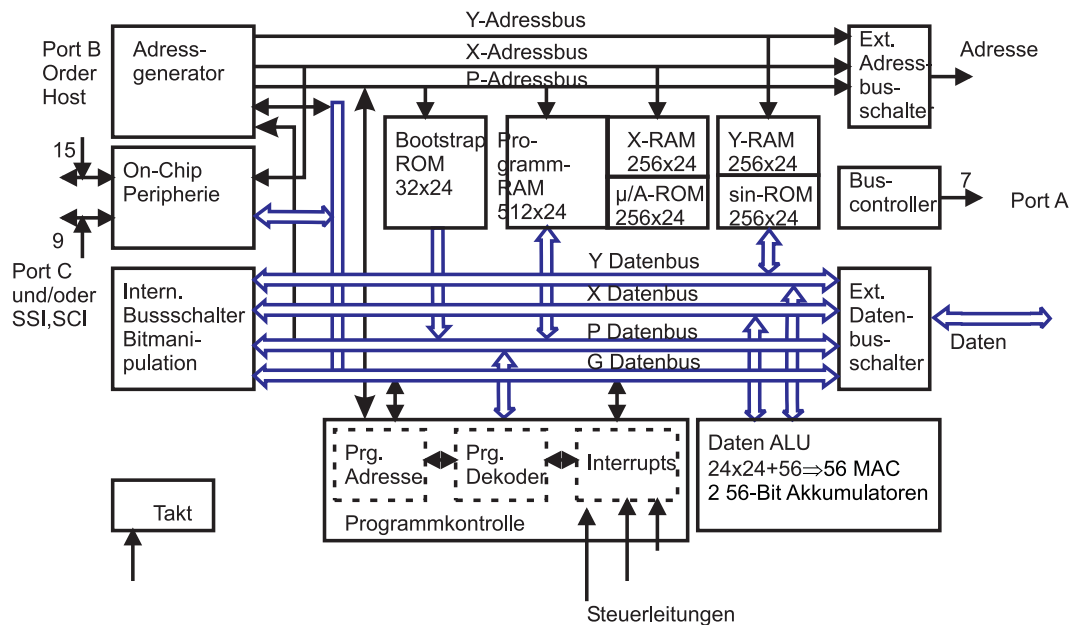 Y-Adressbus
X-Adressbus
P-Adressbus
Port B
Order
Host
Adress-
generator
Ext.
Adress-
bus-
schalter
Adresse
15
9
On-Chip
Peripherie
Port C
und/oder
SSI,SCI
Bootstrap
ROM
32x24
Pro-
gramm-
RAM
512x24
X-RAM
256x24
µ/A-ROM
256x24
Y-RAM
256x24
sin-ROM
256x24
Bus-
controller
7
Port A
Intern.
Bussschalter
Bitmani-
pulation
Y Datenbus
X Datenbus
P Datenbus
G Datenbus
Ext.
Daten-
bus-
schalter
Daten
Prg.
Adresse
Prg.
Dekoder
Interrupts
Programmkontrolle
Daten ALU
24x24+56⇒56 MAC
2 56-Bit Akkumulatoren
Takt
Steuerleitungen